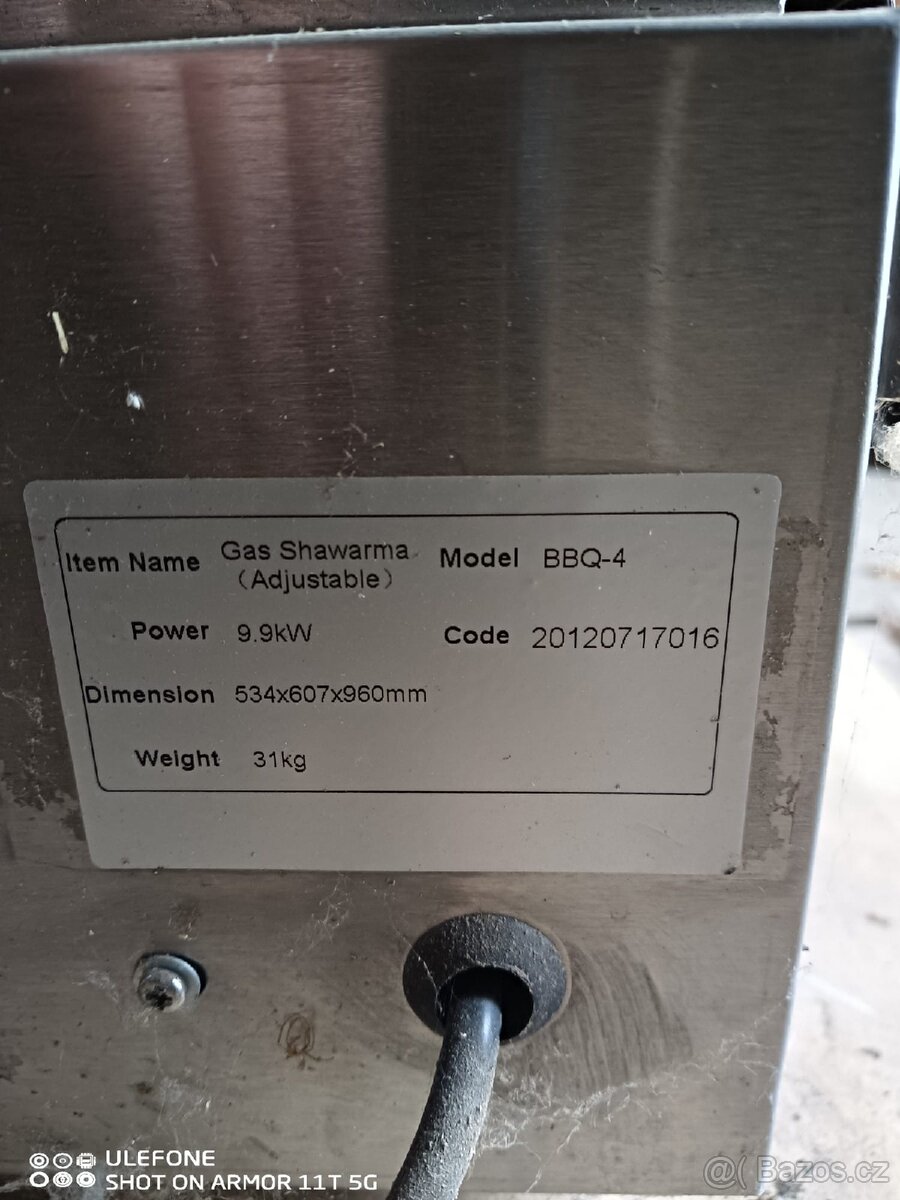 Item Name Gas Shawarma（Adjustable） Model BBQ-4
Power 9.9kW Code 20120717016
Dimension 534x607x960mm
Weight 31kg
ULEFONE
SHOT ON ARMOR 11T 5G
@ Bazos.cz